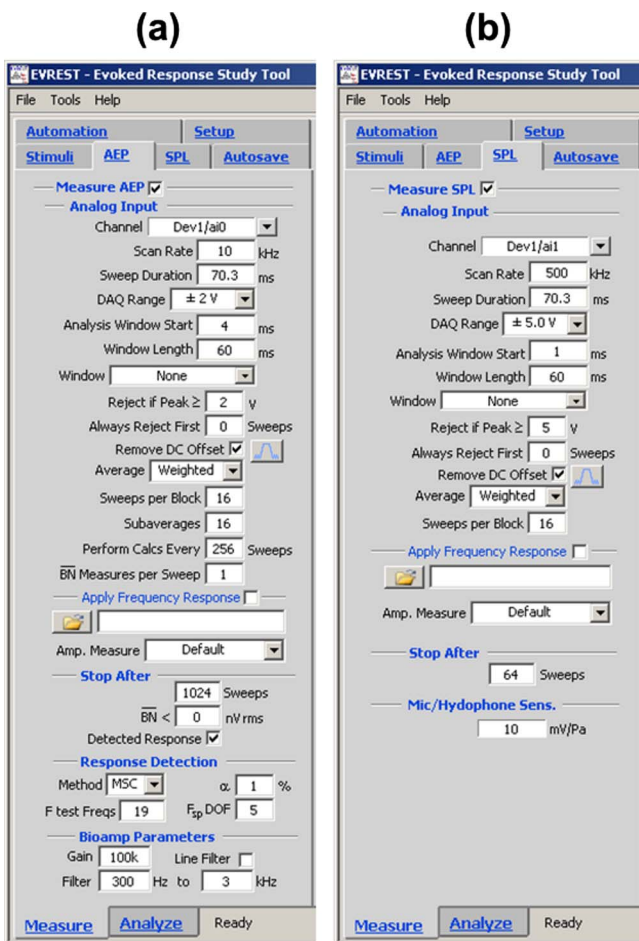 (a)
EVREST - Evoked Response Study Tool
File Tools Help
Automation Setup
Stimuli AEP SPL Autosave
Measure AEP
Analog Input
Channel Dev1/ai0
Scan Rate 10 kHz
Sweep Duration 70.3 ms
DAQ Range ± 2 V
Analysis Window Start 4 ms
Window Length 60 ms
Window None
Reject if Peak ≥ 2 V
Always Reject First 0 Sweeps
Remove DC Offset
Average Weighted
Sweeps per Block 16
Subaverages 16
Perform Calcs Every 256 Sweeps
B̅N̅ Measures per Sweep 1
Apply Frequency Response
Amp. Measure Default
Stop After
1024 Sweeps
B̅N̅ < 0 nV rms
Detected Response
Response Detection
Method MSC α 1 %
F test Freqs 19 Fsp DOF 5
Bioamp Parameters
Gain 100k Line Filter
Filter 300 Hz to 3 kHz
Measure Analyze Ready
(b)
EVREST - Evoked Response Study Tool
File Tools Help
Automation Setup
Stimuli AEP SPL Autosave
Measure SPL
Analog Input
Channel Dev1/ai1
Scan Rate 500 kHz
Sweep Duration 70.3 ms
DAQ Range ± 5.0 V
Analysis Window Start 1 ms
Window Length 60 ms
Window None
Reject if Peak ≥ 5 V
Always Reject First 0 Sweeps
Remove DC Offset
Average Weighted
Sweeps per Block 16
Apply Frequency Response
Amp. Measure Default
Stop After
64 Sweeps
Mic/Hydophone Sens.
10 mV/Pa
Measure Analyze Ready